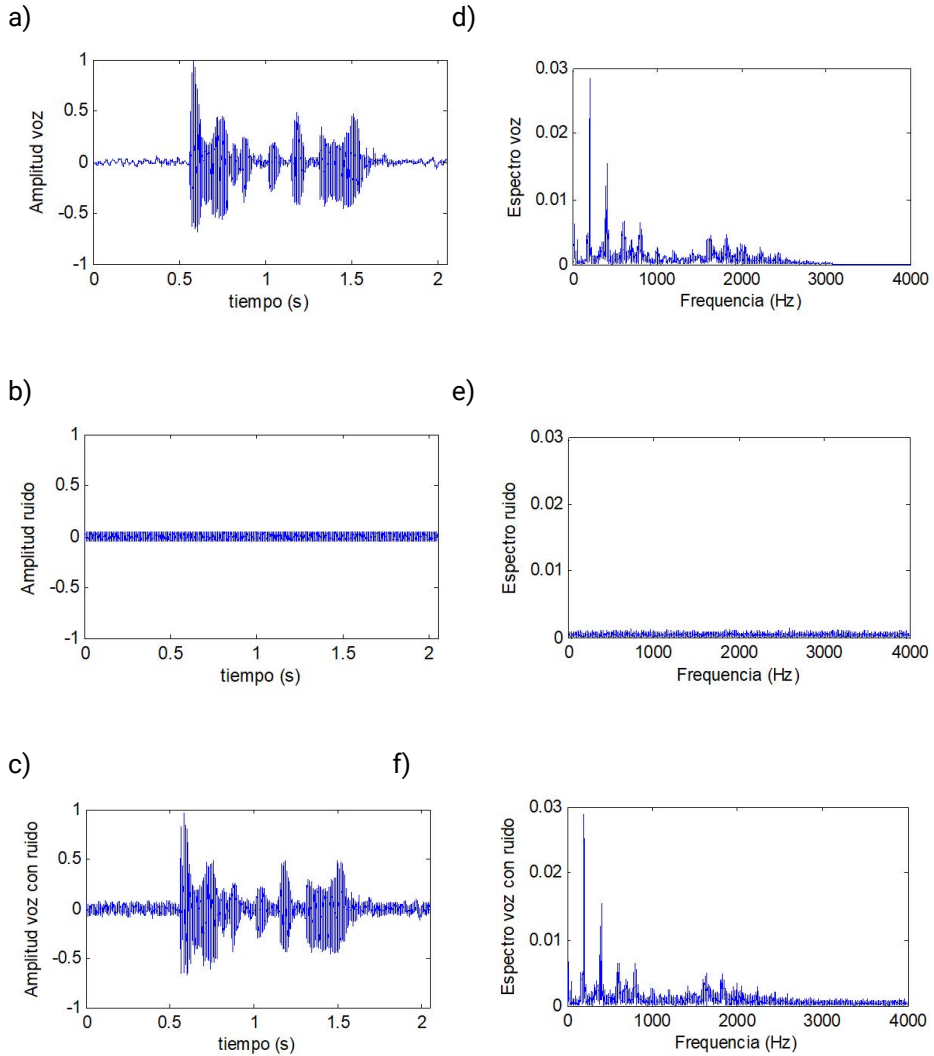 a)
1
0.5
0
-0.5
-1
Amplitud voz
0 0.5 1 1.5 2
tiempo (s)
d)
0.03
0.02
0.01
0
Espectro voz
0 1000 2000 3000 4000
Frequencia (Hz)
b)
1
0.5
0
-0.5
-1
Amplitud ruido
0 0.5 1 1.5 2
tiempo (s)
e)
0.03
0.02
0.01
0
Espectro ruido
0 1000 2000 3000 4000
Frequencia (Hz)
c)
1
0.5
0
-0.5
-1
Amplitud voz con ruido
0 0.5 1 1.5 2
tiempo (s)
f)
0.03
0.02
0.01
0
Espectro voz con ruido
0 1000 2000 3000 4000
Frequencia (Hz)